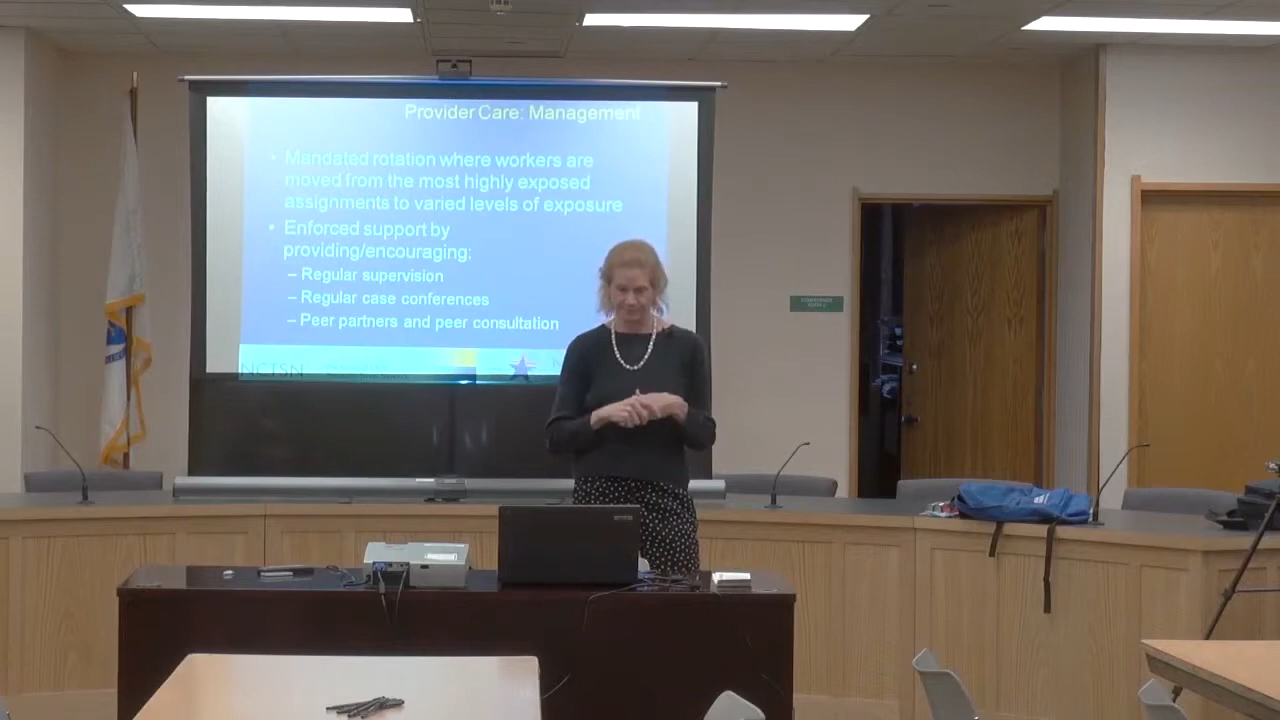 Provider Care: Management
• Mandated rotation where workers are
moved from the most highly exposed
assignments to varied levels of exposure
• Enforced support by
providing/encouraging:
– Regular supervision
– Regular case conferences
– Peer partners and peer consultation
NCTSN